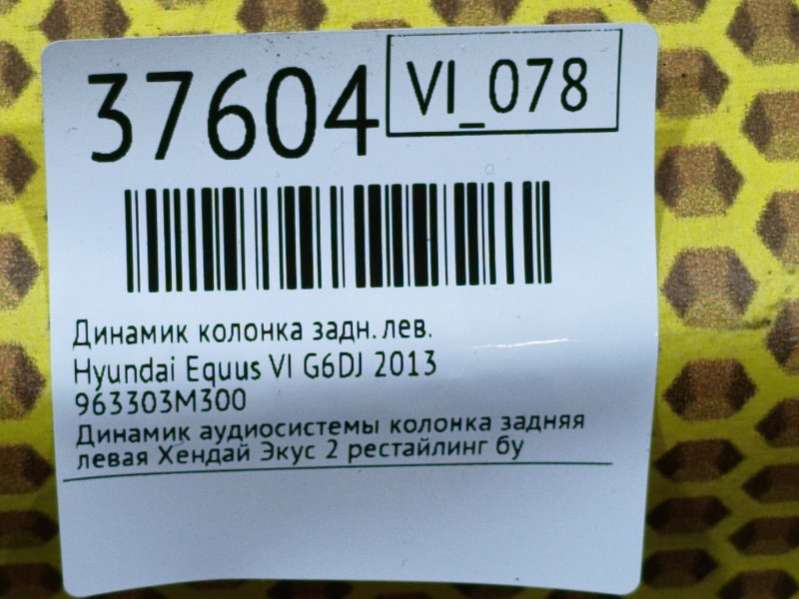 37604
VI_078
Динамик колонка задн. лев.
Hyundai Equus VI G6DJ 2013
963303M300
Динамик аудиосистемы колонка задняя
левая Хендай Экус 2 рестайлинг бу